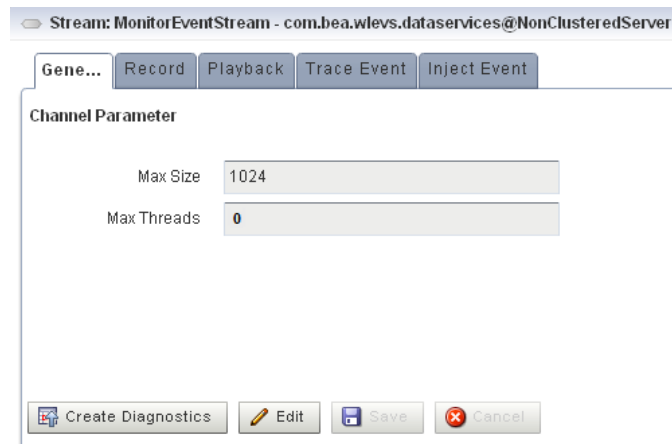 Stream: MonitorEventStream - com.bea.wlevs.dataservices@NonClusteredServer
Gene... Record Playback Trace Event Inject Event
Channel Parameter
Max Size 1024
Max Threads 0
Create Diagnostics Edit Save Cancel